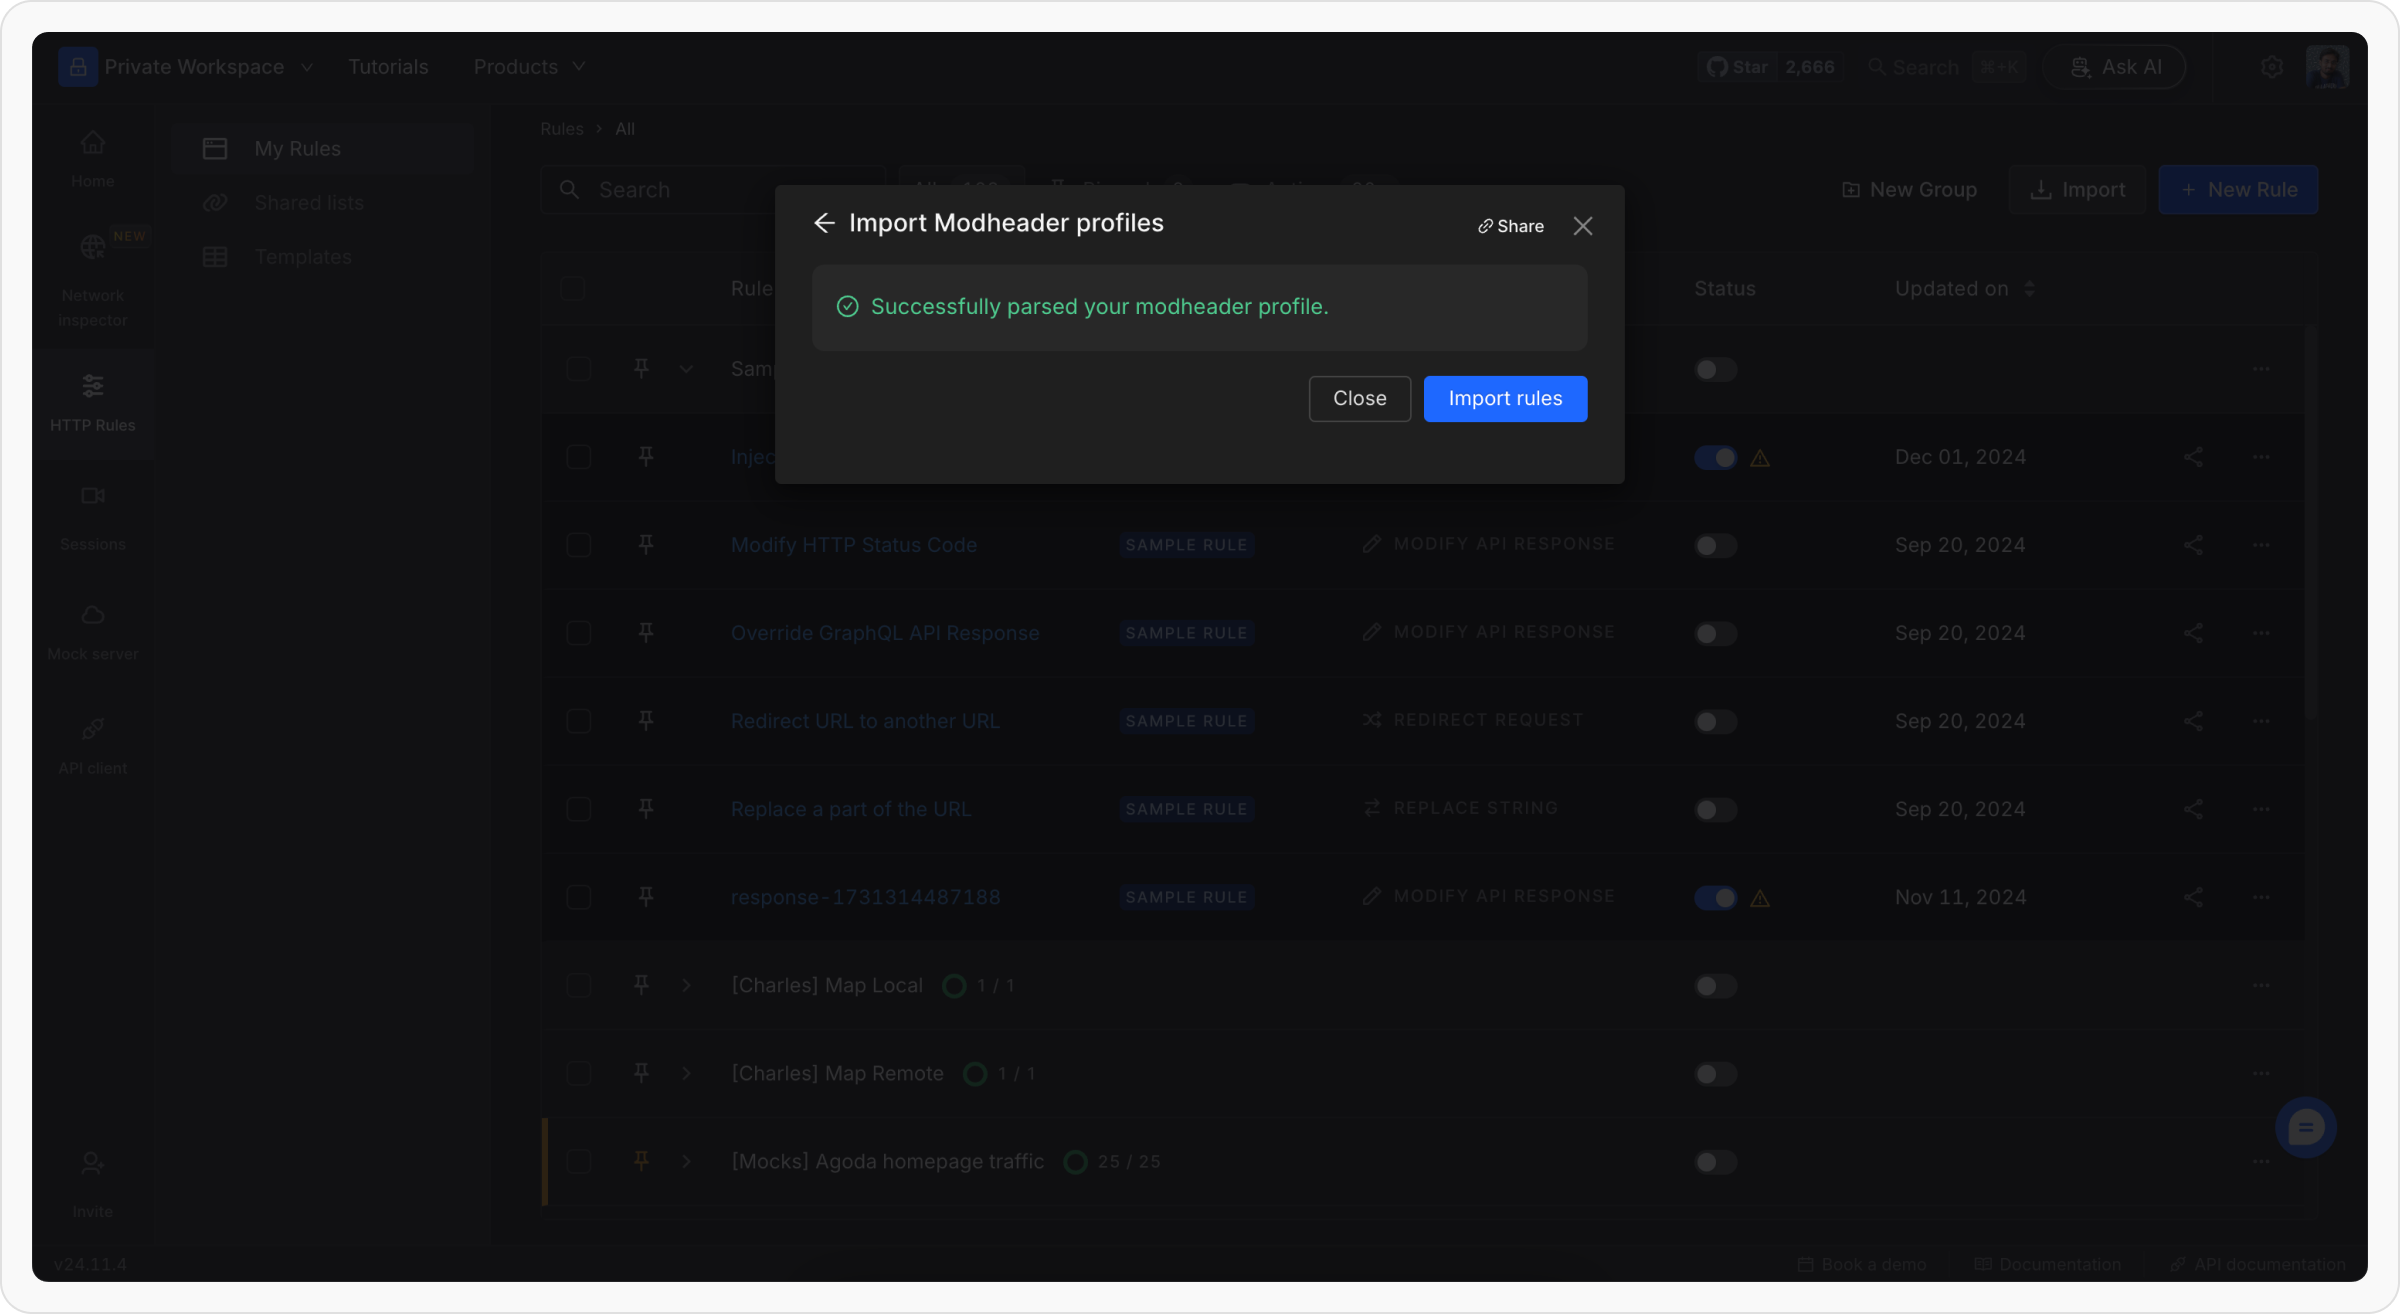 Private Workspace Tutorials Products Star 2,666 Search ⌘+K Ask AI
Home
NEW
Network
inspector
HTTP Rules
Sessions
Mock server
API client
Invite
v24.11.4
My Rules
Shared lists
Templates
Rules > All
Search New Group Import + New Rule
Import Modheader profiles Share
Successfully parsed your modheader profile.
Close Import rules
Rule Status Updated on
Sam
Injec Dec 01, 2024
Modify HTTP Status Code SAMPLE RULE MODIFY API RESPONSE Sep 20, 2024
Override GraphQL API Response SAMPLE RULE MODIFY API RESPONSE Sep 20, 2024
Redirect URL to another URL SAMPLE RULE REDIRECT REQUEST Sep 20, 2024
Replace a part of the URL SAMPLE RULE REPLACE STRING Sep 20, 2024
response-1731314487188 SAMPLE RULE MODIFY API RESPONSE Nov 11, 2024
[Charles] Map Local 1 / 1
[Charles] Map Remote 1 / 1
[Mocks] Agoda homepage traffic 25 / 25
Book a demo Documentation API documentation